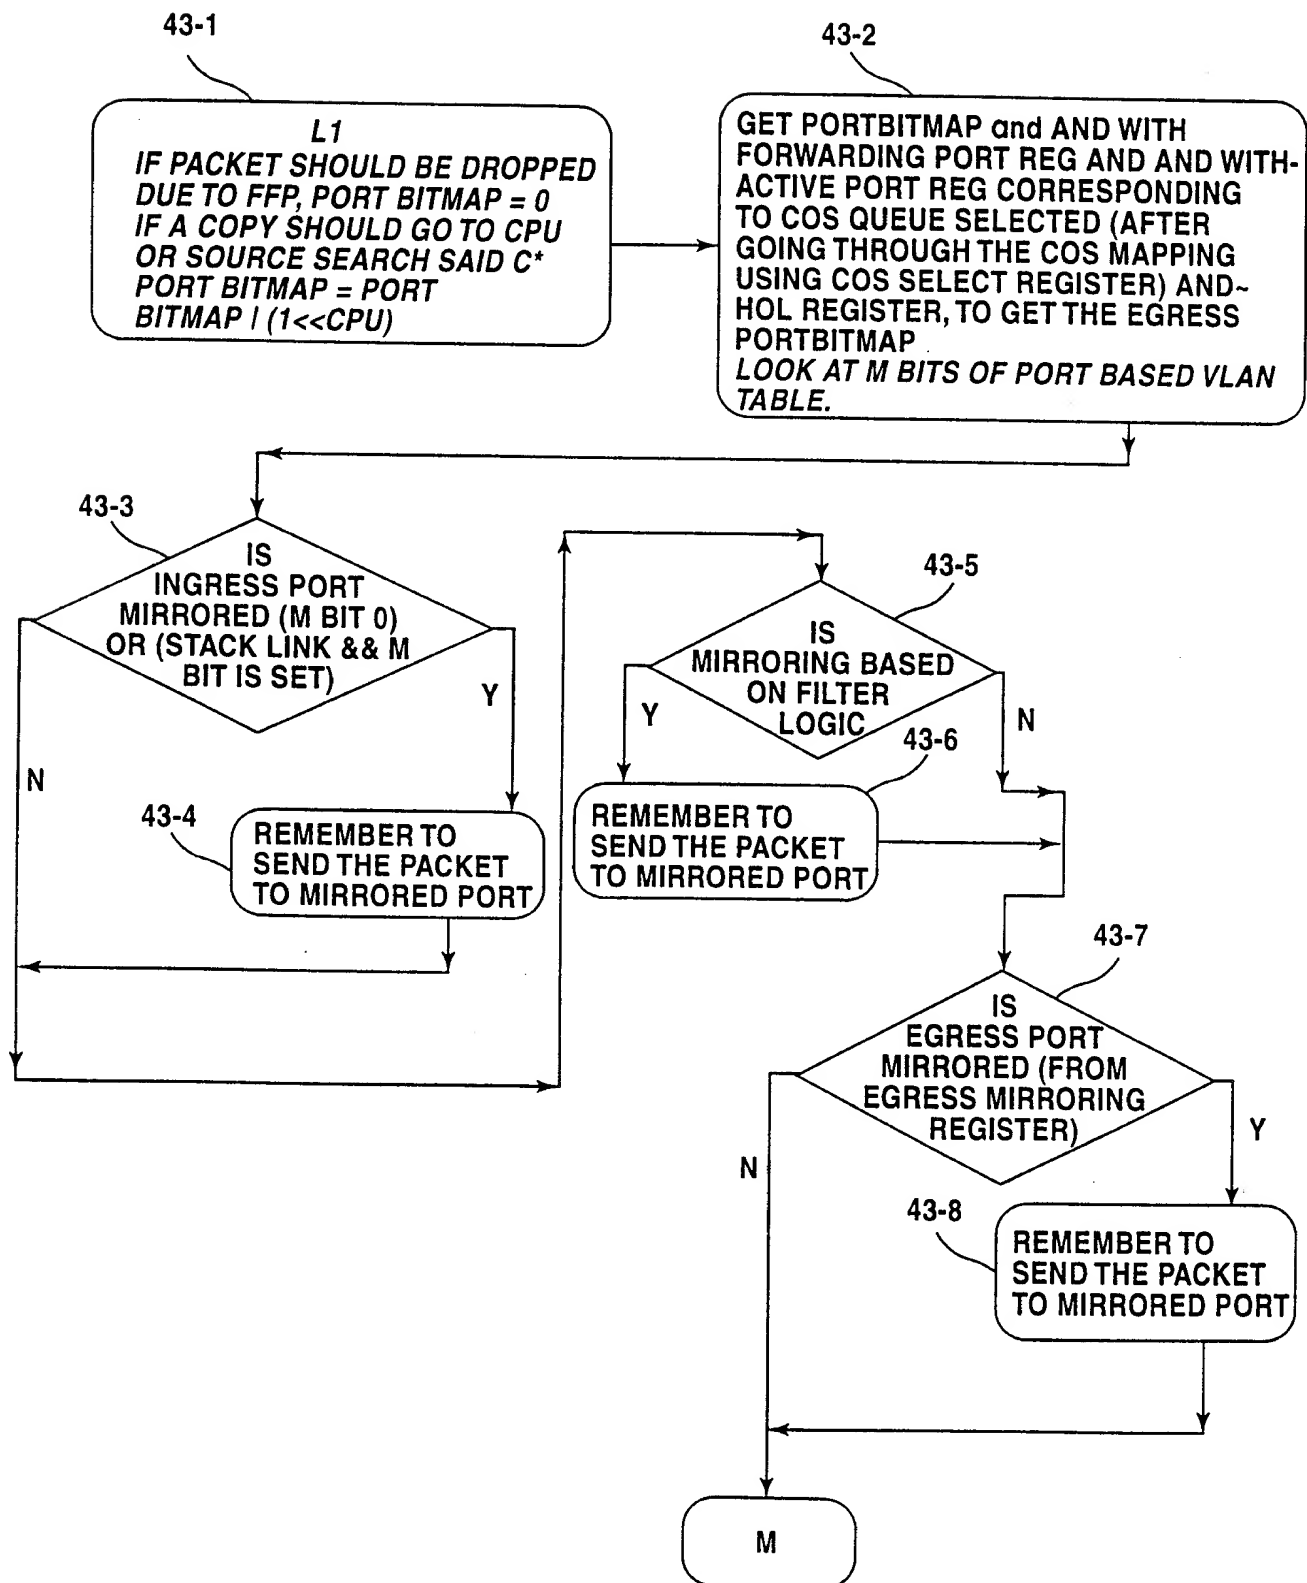 43-1
L1
IF PACKET SHOULD BE DROPPED
DUE TO FFP, PORT BITMAP = 0
IF A COPY SHOULD GO TO CPU
OR SOURCE SEARCH SAID C*
PORT BITMAP = PORT
BITMAP | (1<<CPU)
43-2
GET PORTBITMAP and AND WITH
FORWARDING PORT REG AND AND WITH-
ACTIVE PORT REG CORRESPONDING
TO COS QUEUE SELECTED (AFTER
GOING THROUGH THE COS MAPPING
USING COS SELECT REGISTER) AND~
HOL REGISTER, TO GET THE EGRESS
PORTBITMAP
LOOK AT M BITS OF PORT BASED VLAN
TABLE.
43-3
IS
INGRESS PORT
MIRRORED (M BIT 0)
OR (STACK LINK && M
BIT IS SET)
Y
N
43-4
REMEMBER TO
SEND THE PACKET
TO MIRRORED PORT
43-5
IS
MIRRORING BASED
ON FILTER
LOGIC
Y
N
43-6
REMEMBER TO
SEND THE PACKET
TO MIRRORED PORT
43-7
IS
EGRESS PORT
MIRRORED (FROM
EGRESS MIRRORING
REGISTER)
Y
N
43-8
REMEMBER TO
SEND THE PACKET
TO MIRRORED PORT
M